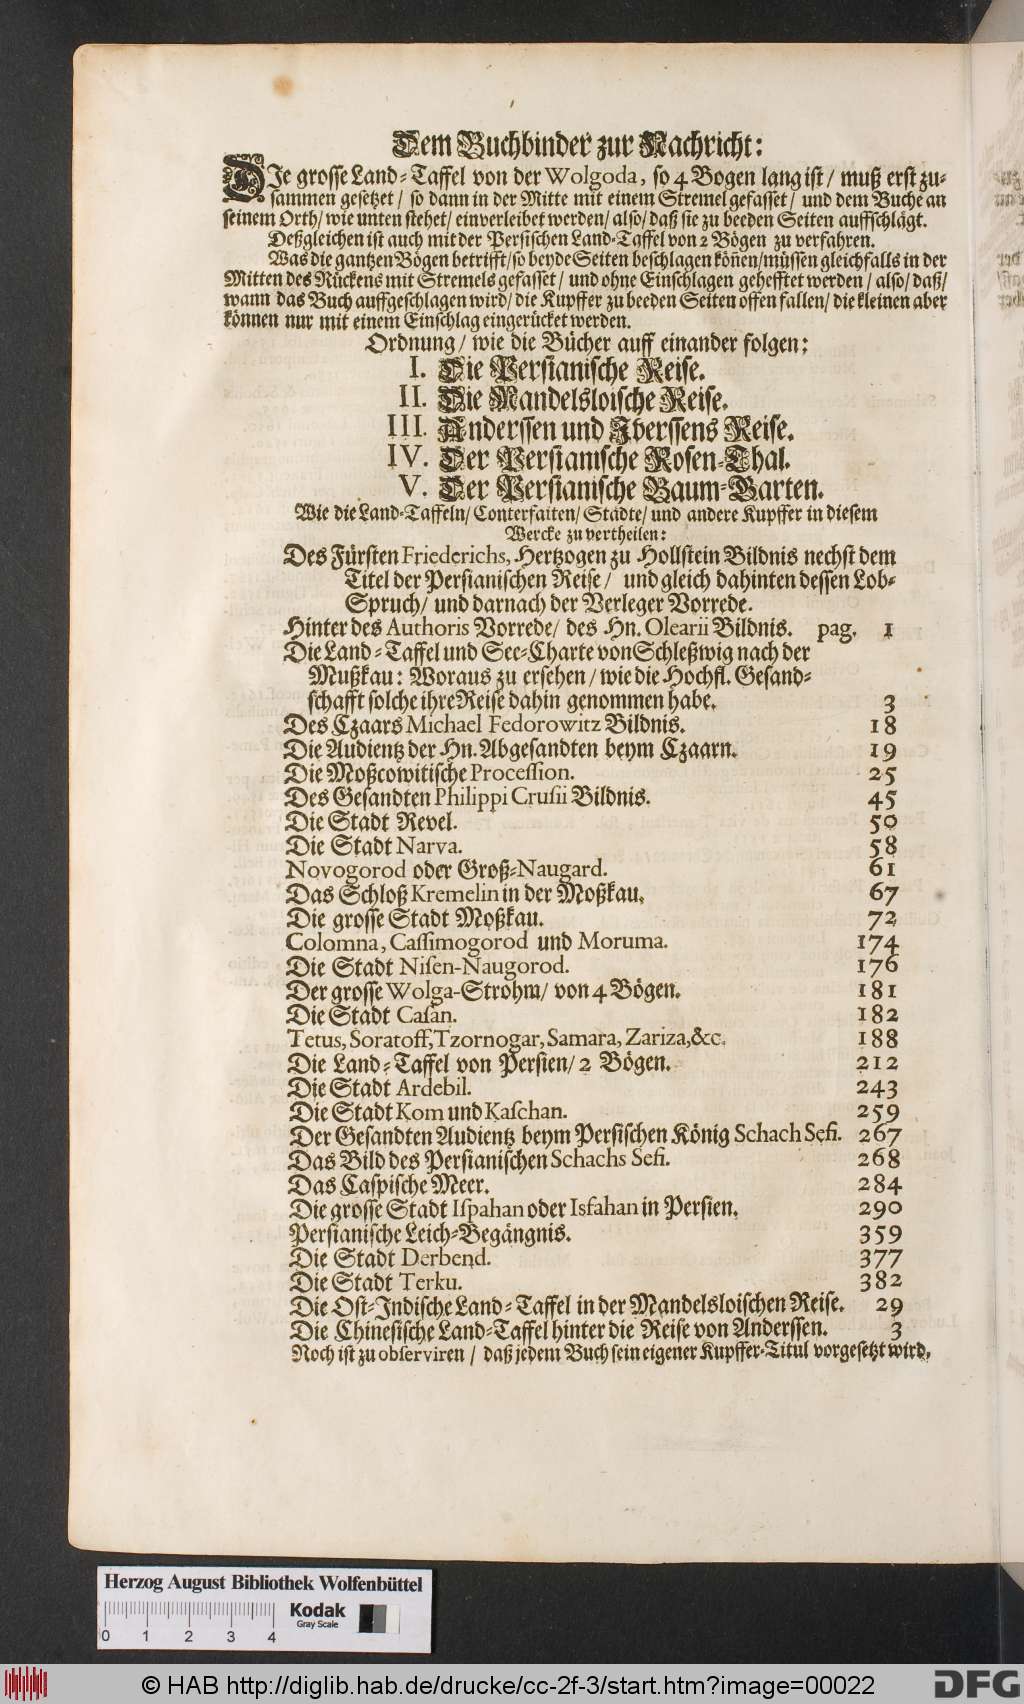 Dem Buchbinder zur Nachricht:
DIe grosse Land-Taffel von der Wolgoda, so 4 Bogen lang ist / muß erst zu-
sammen gesetzet / so dann in der Mitte mit einem Stremel gefasset / und dem Buche an
seinem Orth / wie unten stehet / einverleibet werden / also / daß sie zu beeden Seiten auffschlägt.
Deßgleichen ist auch mit der Persischen Land-Taffel von 2 Bögen zu verfahren.
Was die gantzen Bögen betrifft / so beyde Seiten beschlagenköñen / müssen gleichfalls in der
Mitten des Rückens mit Stremels gefasset / und ohne Einschlagen gehefftet werden / also / daß /
wann das Buch auffgeschlagen wird / die Kupffer zu beeden Seiten offen fallen / die kleinen aber
können nur mit einem Einschlag eingerücket werden.
Ordnung / wie die Bücher auff einander folgen:
I. Die Persianische Reise.
II. Die Mandelsloische Reise.
III. Anderssen und Iverssens Reise.
IV. Der Persianische Rosen-Thal.
V. Der Persianische Baum-Garten.
Wie die Land-Taffeln / Conterfaiten / Städte / und andere Kupffer in diesem
Wercke zu vertheilen:
Des Fürsten Friederichs, Hertzogen zu Hollstein Bildnis nechst dem
Titel der Persianischen Reise / und gleich dahinten dessen Lob-
Spruch / und darnach der Verleger Vorrede.
Hinter des Authoris Vorrede / des Hn. Olearii Bildnis. pag. 1
Die Land-Taffel und See-Charte von Schleßwig nach der
Mußkau: Woraus zu ersehen / wie die Hochfl. Gesand-
schafft solche ihre Reise dahin genommen habe. 3
Des Czaars Michael Fedorowitz Bildnis. 18
Die Audientz der Hn. Abgesandten beym Czaarn. 19
Die Moßcowitische Procession. 25
Des Gesandten Philippi Crusii Bildnis. 45
Die Stadt Revel. 50
Die Stadt Narva. 58
Novogorod oder Groß-Naugard. 61
Das Schloß Kremelin in der Moßkau. 67
Die grosse Stadt Moßkau. 72
Colomna, Cassimogorod und Moruma. 174
Die Stadt Nisen-Naugorod. 176
Der grosse Wolga-Strohm / von 4 Bögen. 181
Die Stadt Casan. 182
Tetus, Soratoff, Tzornogar, Samara, Zariza, &c. 188
Die Land-Taffel von Persien / 2 Bögen. 212
Die Stadt Ardebil. 243
Die Stadt Kom und Kaschan. 259
Der Gesandten Audientz beym Persischen König Schach Sefi. 267
Das Bild des Persianischen Schachs Sefi. 268
Das Caspische Meer. 284
Die grosse Stadt Ispahan oder Isfahan in Persien. 290
Persianische Leich-Begängnis. 359
Die Stadt Derbend. 377
Die Stadt Terku. 382
Die Ost-Indische Land-Taffel in der Mandelsloischen Reise. 29
Die Chinesische Land-Taffel hinter die Reise von Anderssen. 3
Noch ist zu observiren / daß jedem Buch sein eigener Kupffer-Titul vorgesetzt wird.
Herzog August Bibliothek Wolfenbüttel
Kodak
Gray Scale
0 1 2 3 4
© HAB http://diglib.hab.de/drucke/cc-2f-3/start.htm?image=00022
DFG